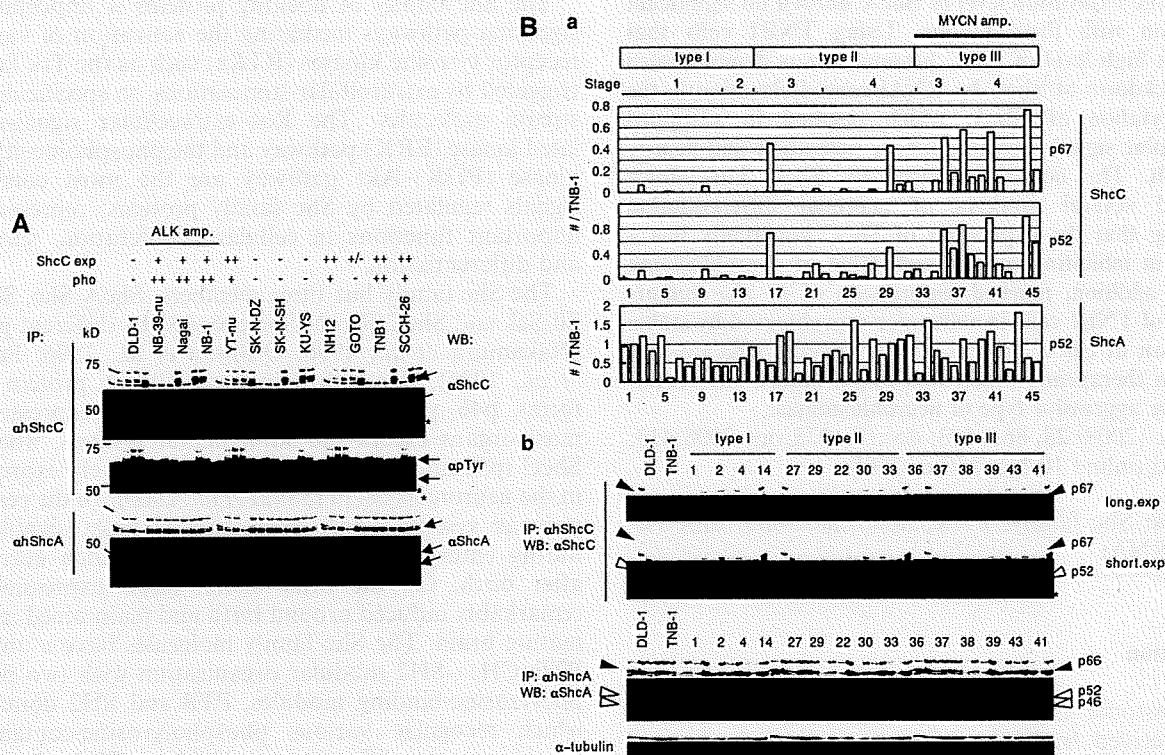 A
ALK amp.
ShcC exp - + + + ++ - - - ++ +/- ++ ++
pho - ++ ++ ++ + + ++ +
IP: kD DLD-1 NB-39-nu Nagai NB-1 YT-nu SK-N-DZ SK-N-SH KU-YS NH12 GOTO TNB1 SCCH-26 WB:
75
αShcC
αhShcC 50
*
75
αpTyr
50
*
αhShcA 50 αShcA
B a
MYCN amp.
type I type ii type III
Stage 1 2 3 4 3 4
# / TNB-1
0.8
0.6
0.4
0.2
0
p67
ShcC
0.8
0.4
0
p52
1 5 9 13 17 21 25 29 33 37 41 45
# / TNB-1
2
1.5
1
0.5
0
p52 ShcA
1 5 9 13 17 21 25 29 33 37 41 45
b
type I type II type III
DLD-1 TNB-1 1 2 4 14 27 29 22 30 33 36 37 38 39 43 41
p67
long.exp
IP: αhShcC
WB: αShcC
p67
short.exp
p52
*
DLD-1 TNB-1 1 2 4 14 27 29 22 30 33 36 37 38 39 43 41
p66
IP: αhShcA
WB: αShcA
p52
p46
α-tubulin